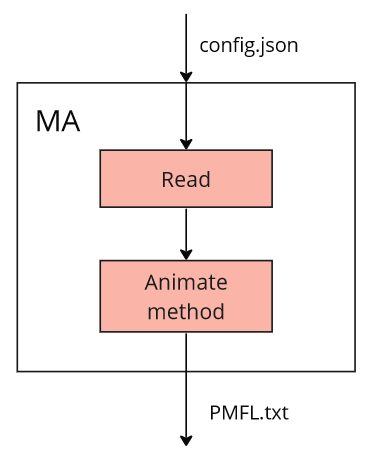 config.json
MA
Read
Animate
method
PMFL.txt